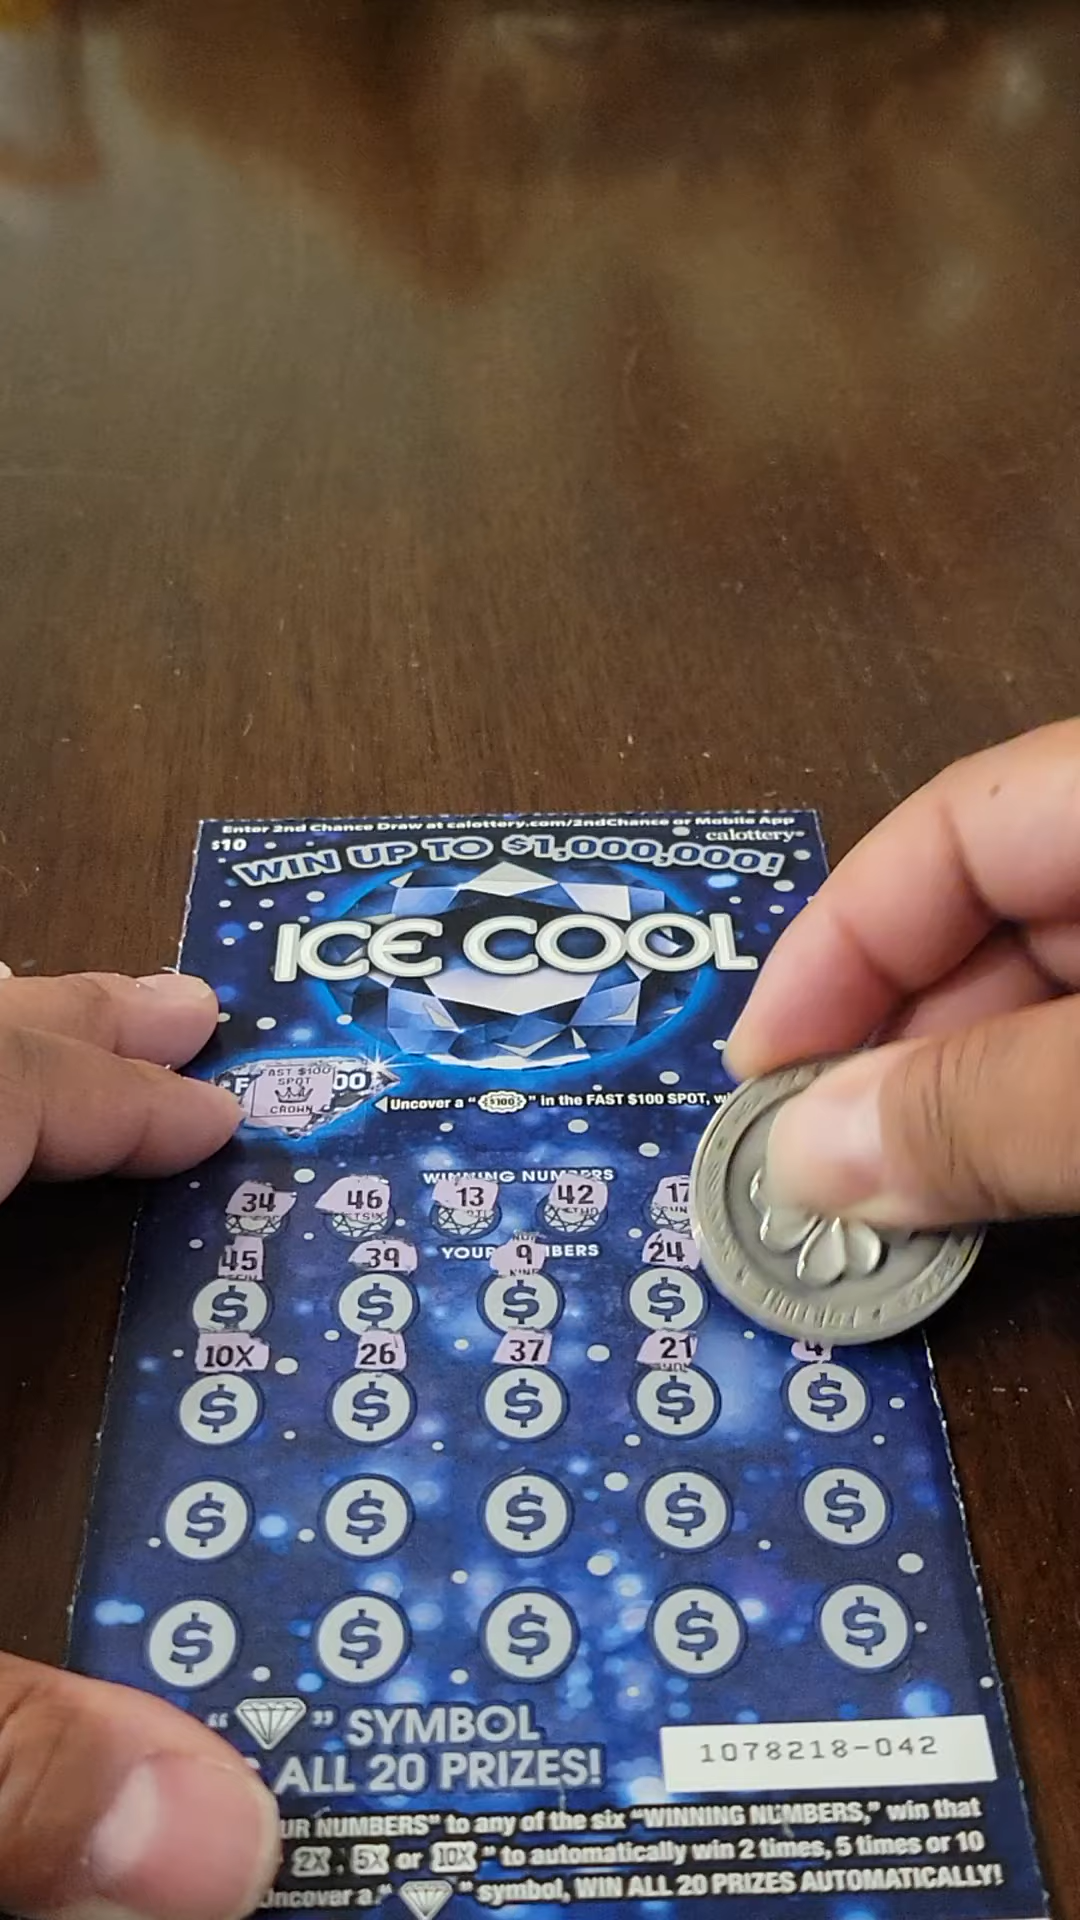 Enter 2nd Chance Draw at calottery.com/2ndChance or Mobile App
$10
calottery
WIN UP TO $1,000,000!
ICE COOL
FAST $100
SPOT
CROWN
Uncover a "$100" in the FAST $100 SPOT,
WINNING NUMBERS
34 46 13 42 17
YOUR NUMBERS
45 39 9 24
NINE
$ $ $ $
10X 26 37 21
$ $ $ $ $
$ $ $ $ $
$ $ $ $ $
" " SYMBOL
ALL 20 PRIZES!
1078218-042
UR NUMBERS" to any of the six "WINNING NUMBERS," win that
2X, 5X or 10X" to automatically win 2 times, 5 times or 10
Uncover a " " symbol, WIN ALL 20 PRIZES AUTOMATICALLY!